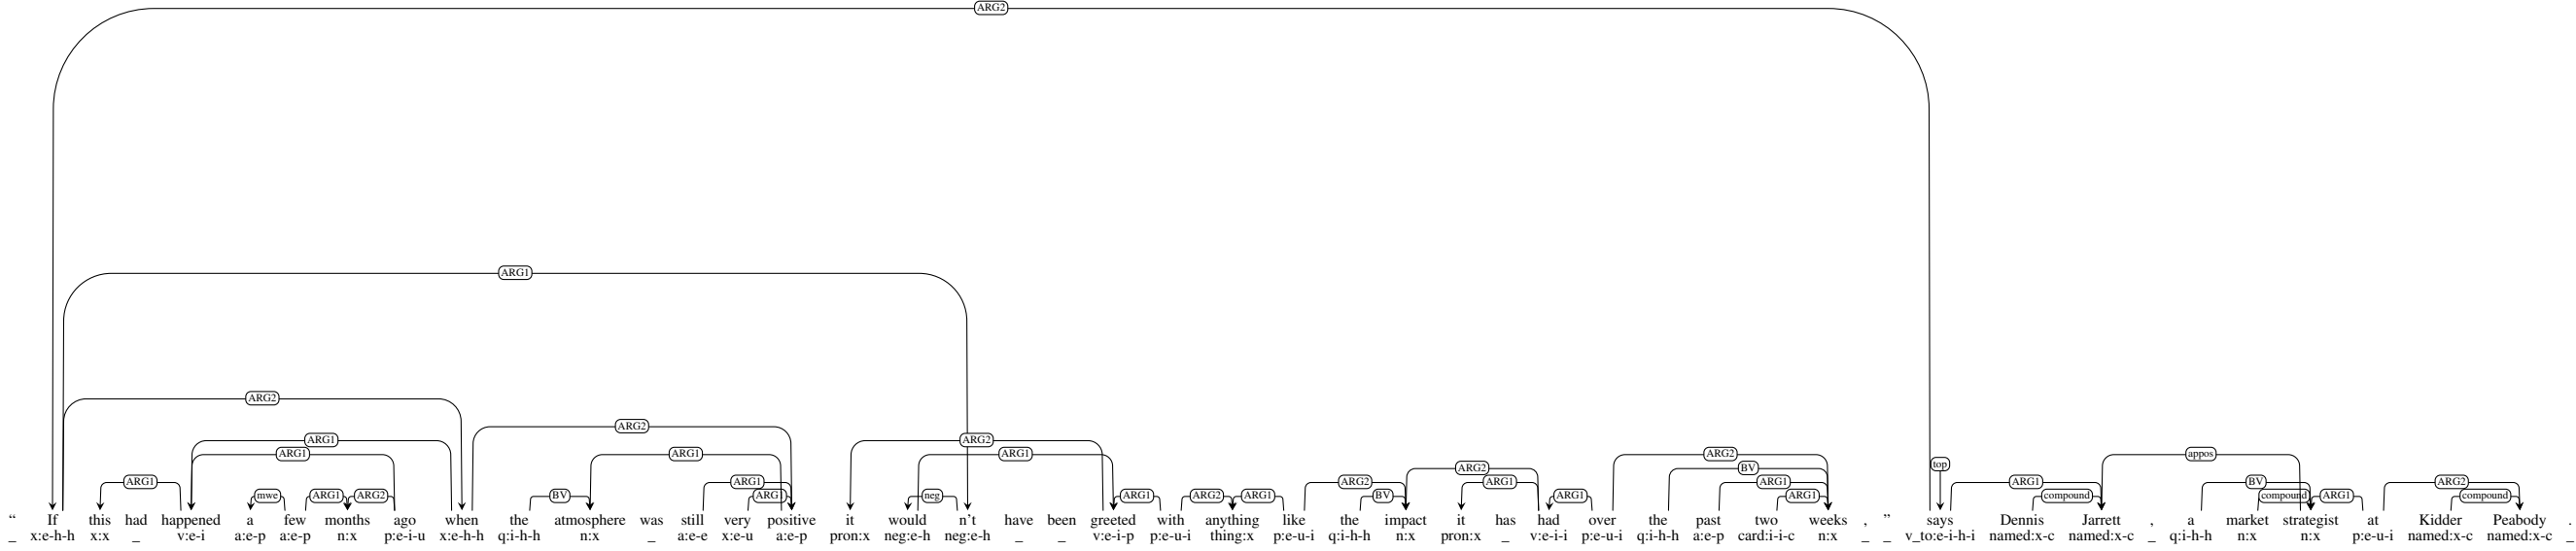 ARG2
ARG1
ARG2
ARG2
ARG1 ARG2
ARG1 ARG1 ARG1 ARG2 appos
top
ARG2 ARG1 BV
ARG1 ARG1 ARG2 ARG1 ARG1 ARG1 BV ARG2
mwe ARG1 ARG2 BV ARG1 neg ARG1 ARG2 ARG1 BV ARG1 ARG1 compound compound ARG1 compound
“ If this had happened a few months ago when the atmosphere was still very positive it would n’t have been greeted with anything like the impact it has had over the past two weeks , ” says Dennis Jarrett , a market strategist at Kidder Peabody .
_ x:e-h-h x:x _ v:e-i a:e-p a:e-p n:x p:e-i-u x:e-h-h q:i-h-h n:x _ a:e-e x:e-u a:e-p pron:x neg:e-h neg:e-h _ _ v:e-i-p p:e-u-i thing:x p:e-u-i q:i-h-h n:x pron:x _ v:e-i-i p:e-u-i q:i-h-h a:e-p card:i-i-c n:x _ _ v_to:e-i-h-i named:x-c named:x-c _ q:i-h-h n:x n:x p:e-u-i named:x-c named:x-c _